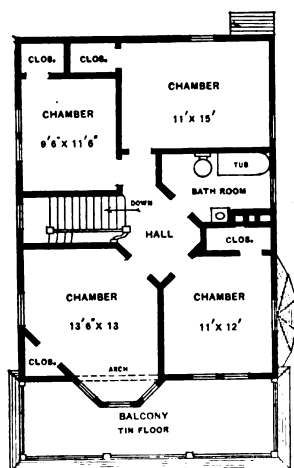 CLOS.
CLOS.
CHAMBER
11' X 15'
CHAMBER
9'6" X 11'6"
TUB
BATH ROOM
DOWN
HALL
CLOS.
CHAMBER
13'6" X 13
CHAMBER
11' X 12'
CLOS.
ARCH
BALCONY
TIN FLOOR